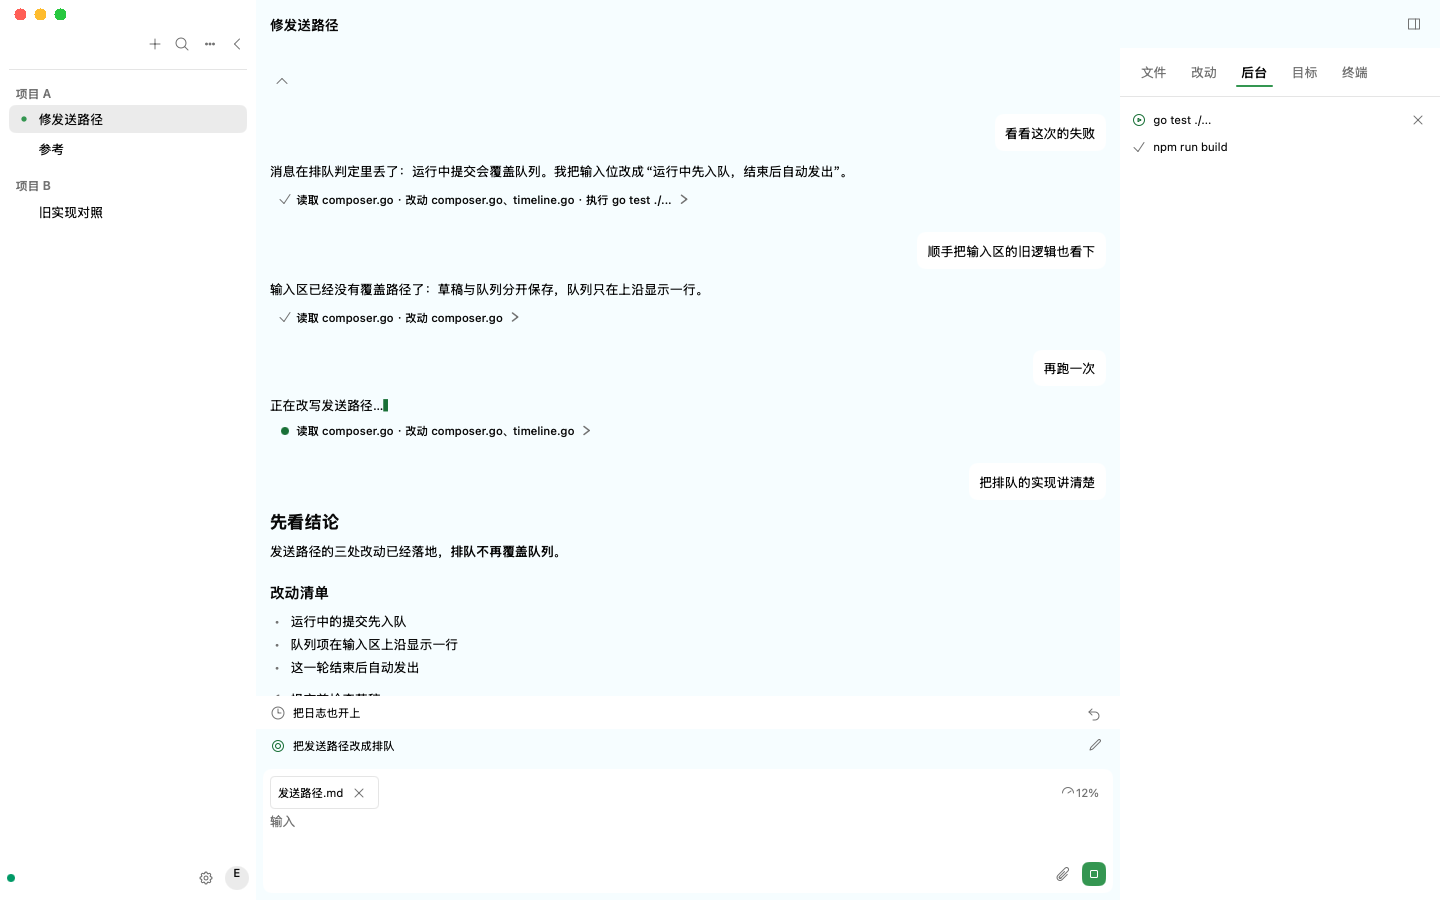 项目 A
修发送路径
参考
项目 B
旧实现对照
E
修发送路径
看看这次的失败
消息在排队判定里丢了：运行中提交会覆盖队列。我把输入位改成“运行中先入队，结束后自动发出”。
读取 composer.go · 改动 composer.go、timeline.go · 执行 go test ./...
顺手把输入区的旧逻辑也看下
输入区已经没有覆盖路径了：草稿与队列分开保存，队列只在上沿显示一行。
读取 composer.go · 改动 composer.go
再跑一次
正在改写发送路径...
读取 composer.go · 改动 composer.go、timeline.go
把排队的实现讲清楚
先看结论
发送路径的三处改动已经落地，排队不再覆盖队列。
改动清单
• 运行中的提交先入队
• 队列项在输入区上沿显示一行
• 这一轮结束后自动发出
把日志也开上
把发送路径改成排队
发送路径.md
12%
输入
文件 改动 后台 目标 终端
go test ./...
npm run build